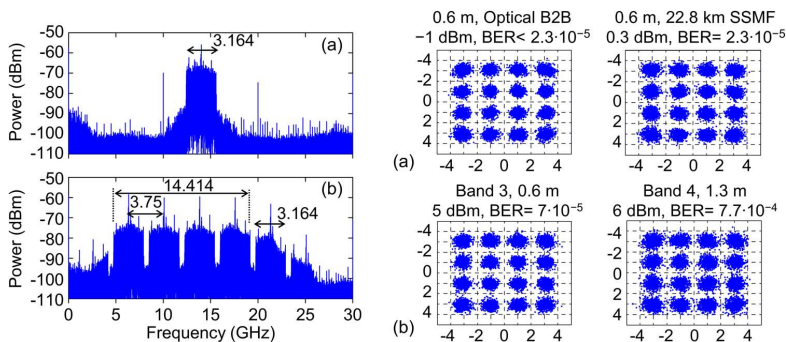 -50
-60
-70
-80
-90
-100
-110
Power (dBm)
3.164
(a)
-50
-60
-70
-80
-90
-100
-110
Power (dBm)
14.414
3.75
3.164
(b)
0 5 10 15 20 25 30
Frequency (GHz)
0.6 m, Optical B2B
−1 dBm, BER< 2.3·10⁻⁵
-4
-2
0
2
4
-4 -2 0 2 4
(a)
0.6 m, 22.8 km SSMF
0.3 dBm, BER= 2.3·10⁻⁵
-4
-2
0
2
4
-4 -2 0 2 4
Band 3, 0.6 m
5 dBm, BER= 7·10⁻⁵
-4
-2
0
2
4
-4 -2 0 2 4
(b)
Band 4, 1.3 m
6 dBm, BER= 7.7·10⁻⁴
-4
-2
0
2
4
-4 -2 0 2 4